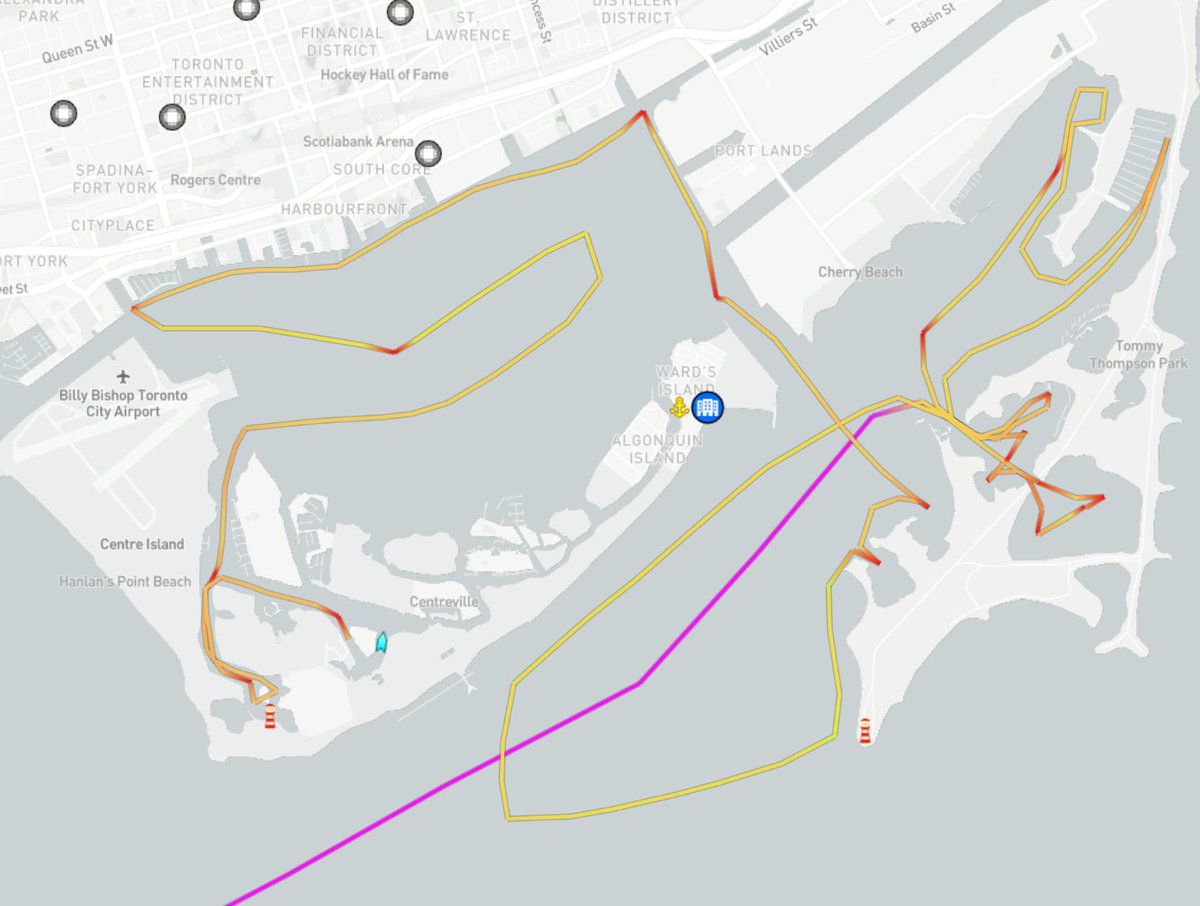 ALEXANDRA
PARK
Queen St W
TORONTO
ENTERTAINMENT
DISTRICT
FINANCIAL
DISTRICT
Hockey Hall of Fame
ST.
LAWRENCE
DISTILLERY
DISTRICT
Villiers St
Basin St
Scotiabank Arena
SOUTH CORE
SPADINA–
FORT YORK
Rogers Centre
PORT LANDS
HARBOURFRONT
CITYPLACE
ORT YORK
eet St
Cherry Beach
Tommy
Thompson Park
Billy Bishop Toronto
City Airport
WARD'S
ISLAND
ALGONQUIN
ISLAND
Centre Island
Hanlan's Point Beach
Centreville